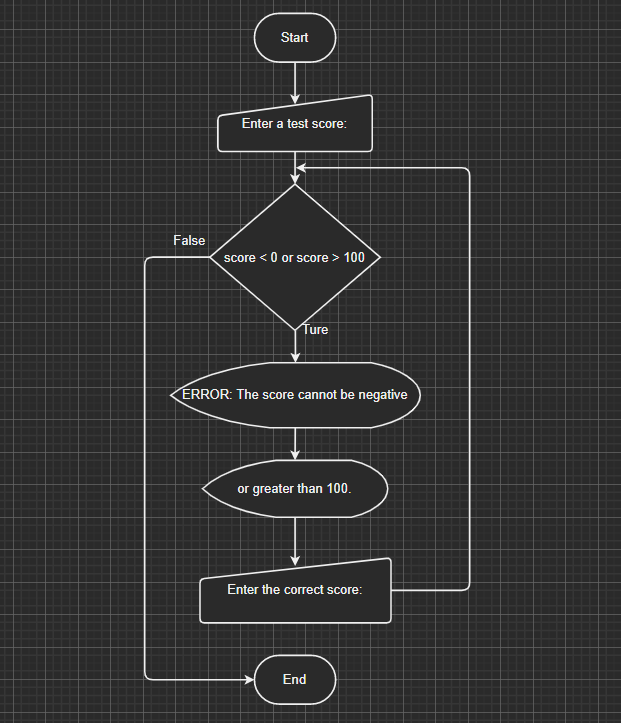 Start
Enter a test score:
False
score < 0 or score > 100
Ture
ERROR: The score cannot be negative
or greater than 100.
Enter the correct score:
End